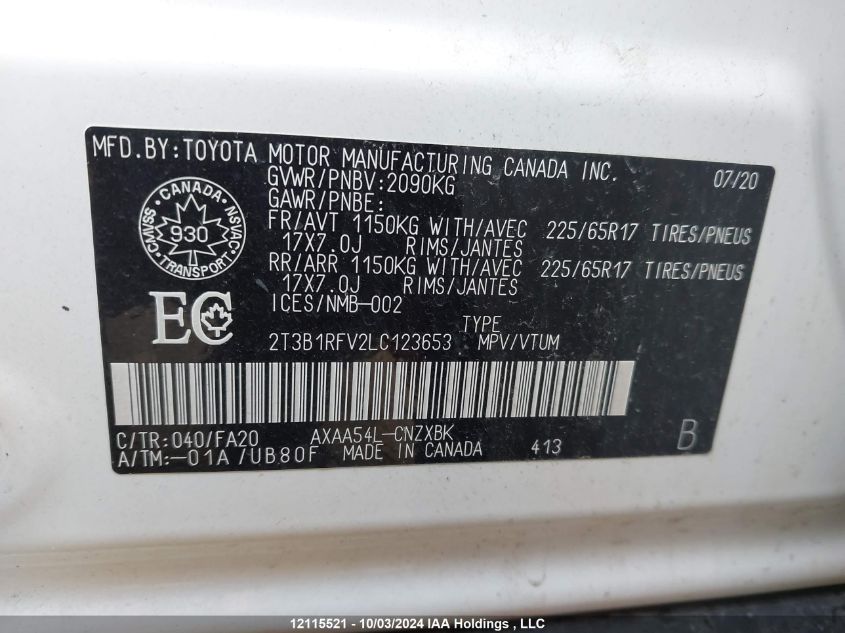 MFD.BY:TOYOTA MOTOR MANUFACTURING CANADA INC. 07/20
GVWR/PNBV:2090KG
GAWR/PNBE:
FR/AVT 1150KG WITH/AVEC 225/65R17 TIRES/PNEUS
17X7.0J RIMS/JANTES
RR/ARR 1150KG WITH/AVEC 225/65R17 TIRES/PNEUS
17X7.0J RIMS/JANTES
ICES/NMB-002
CANADA
NSVAC
930
CMVSS
TRANSPORT
EC
TYPE
2T3B1RFV2LC123653 MPV/VTUM
C/TR:040/FA20 AXAA54L-CNZXBK
A/TM:-01A /UB80F MADE IN CANADA 413 B
12115521 - 10/03/2024 IAA Holdings , LLC